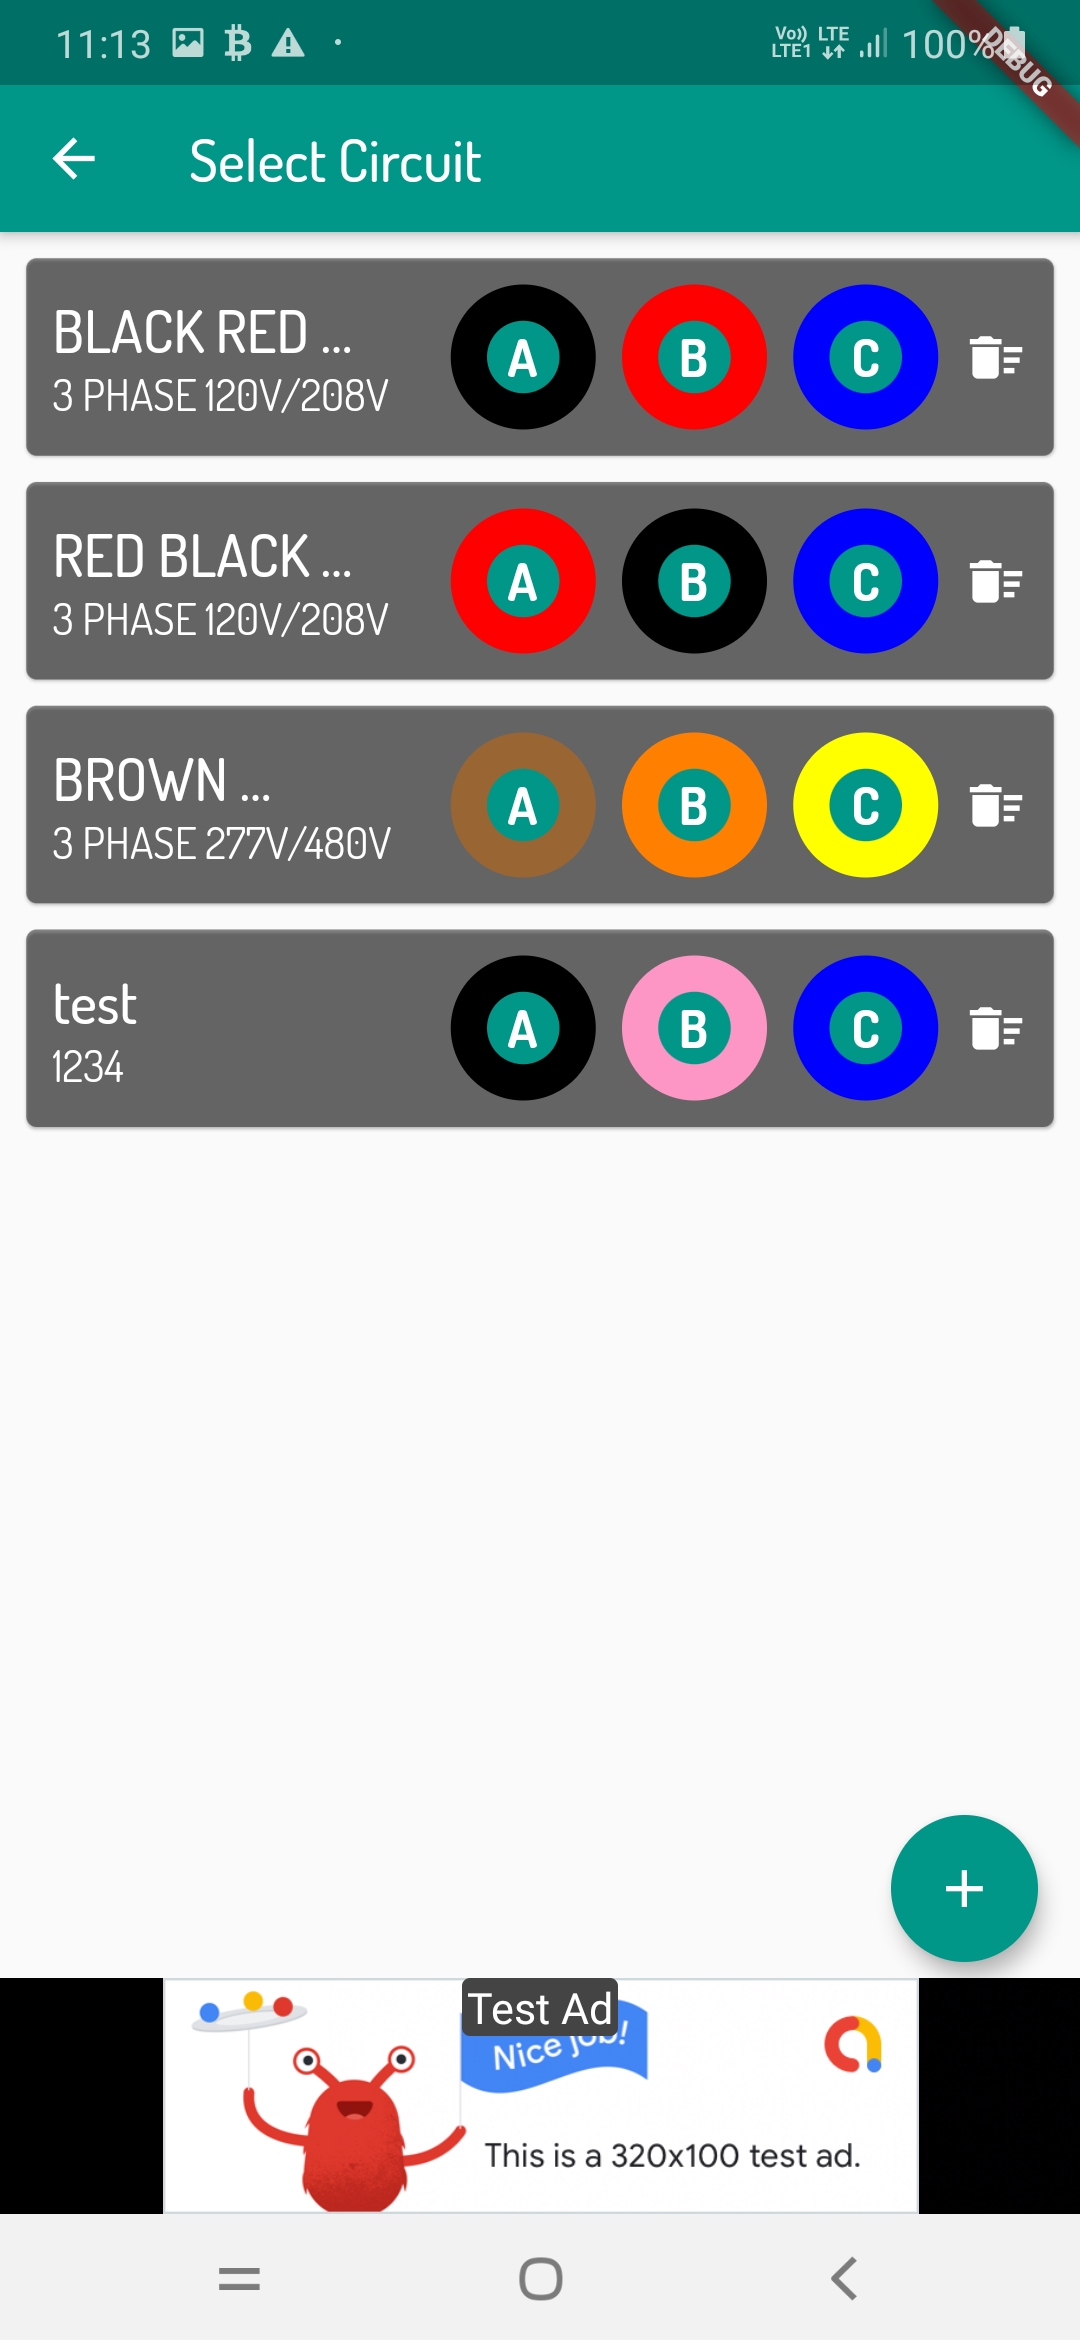 11:13
Vo)) LTE
LTE1
100%
DEBUG
Select Circuit
BLACK RED ...
3 PHASE 120V/208V
A B C
RED BLACK ...
3 PHASE 120V/208V
A B C
BROWN ...
3 PHASE 277V/480V
A B C
test
1234
A B C
+
Test Ad
Nice job!
This is a 320x100 test ad.